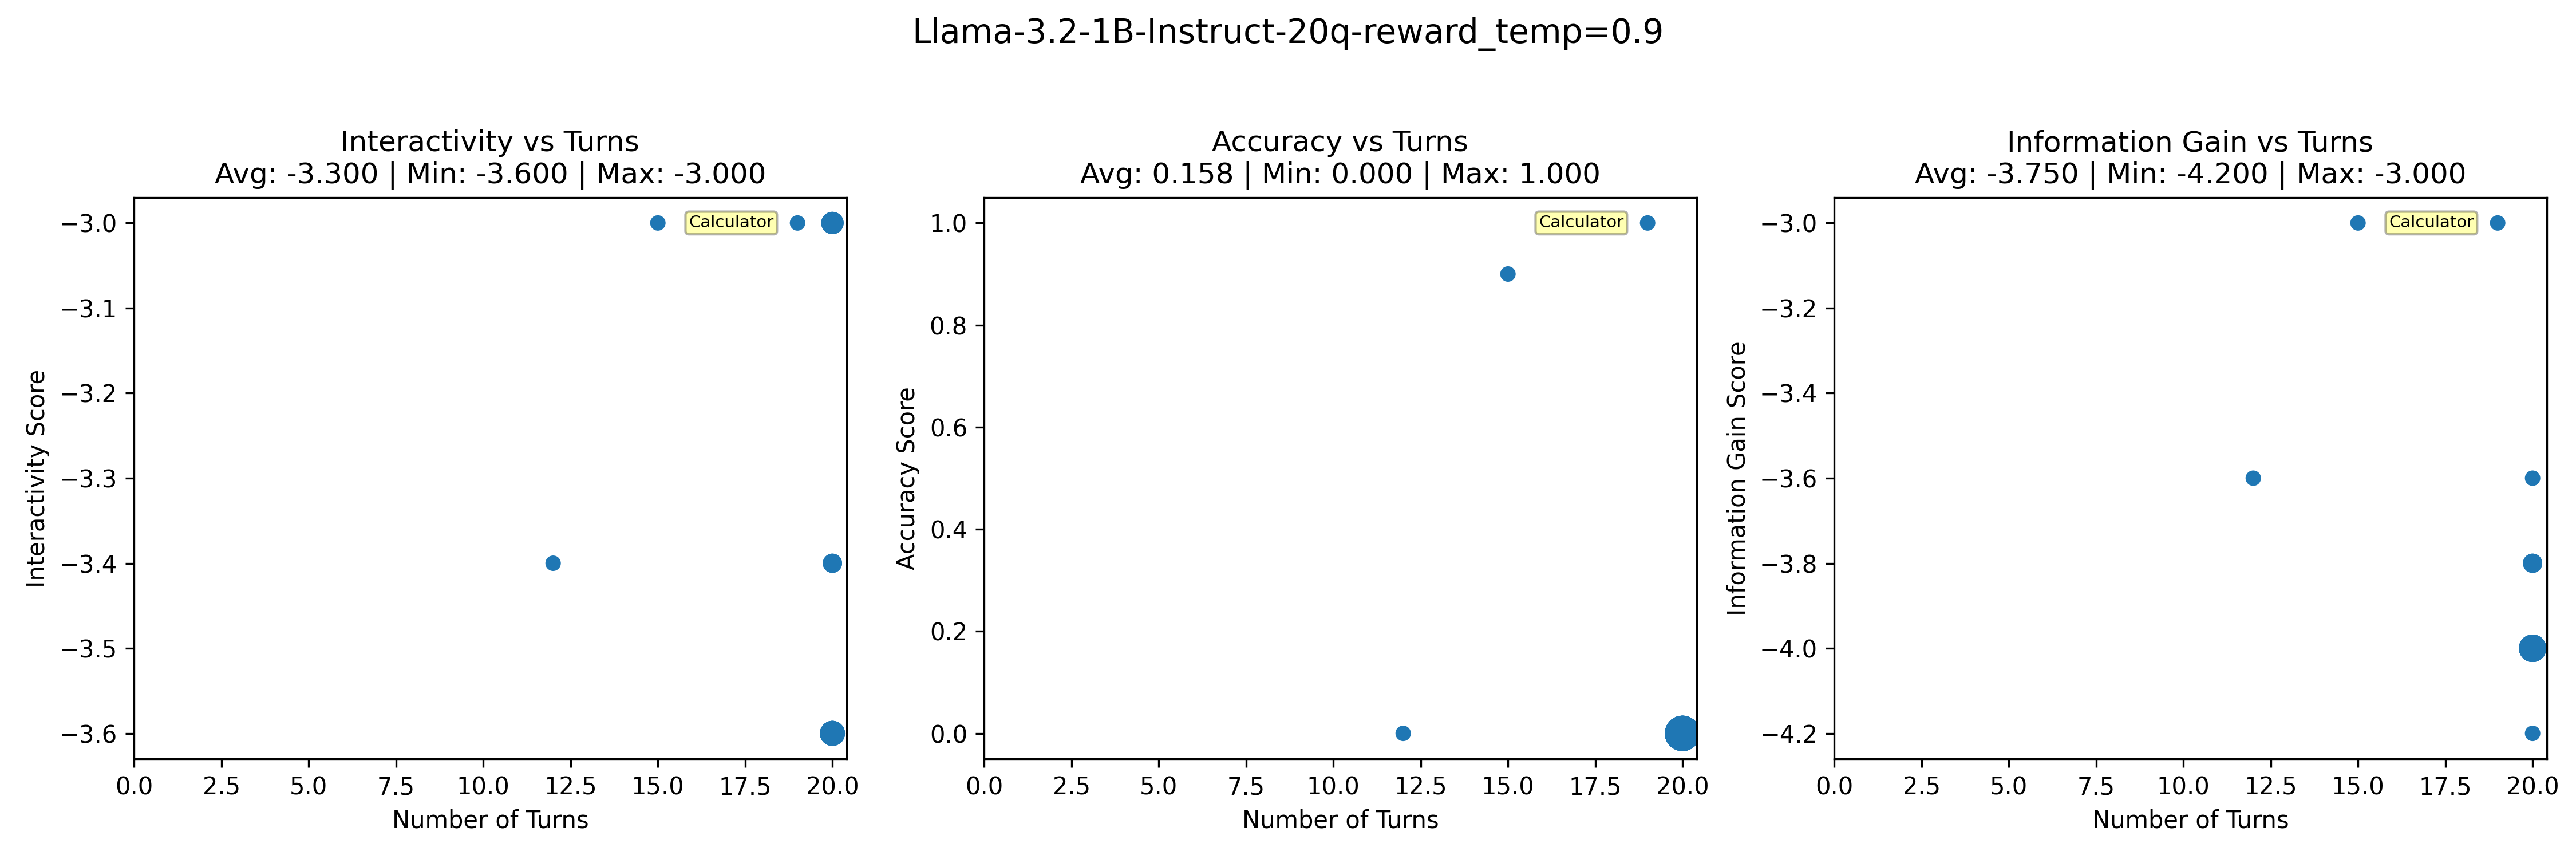 Llama-3.2-1B-Instruct-20q-reward_temp=0.9
Interactivity vs Turns
Avg: -3.300 | Min: -3.600 | Max: -3.000
Interactivity Score
−3.0
−3.1
−3.2
−3.3
−3.4
−3.5
−3.6
Calculator
0.0 2.5 5.0 7.5 10.0 12.5 15.0 17.5 20.0
Number of Turns
Accuracy vs Turns
Avg: 0.158 | Min: 0.000 | Max: 1.000
Accuracy Score
1.0
0.8
0.6
0.4
0.2
0.0
Calculator
0.0 2.5 5.0 7.5 10.0 12.5 15.0 17.5 20.0
Number of Turns
Information Gain vs Turns
Avg: -3.750 | Min: -4.200 | Max: -3.000
Information Gain Score
−3.0
−3.2
−3.4
−3.6
−3.8
−4.0
−4.2
Calculator
0.0 2.5 5.0 7.5 10.0 12.5 15.0 17.5 20.0
Number of Turns